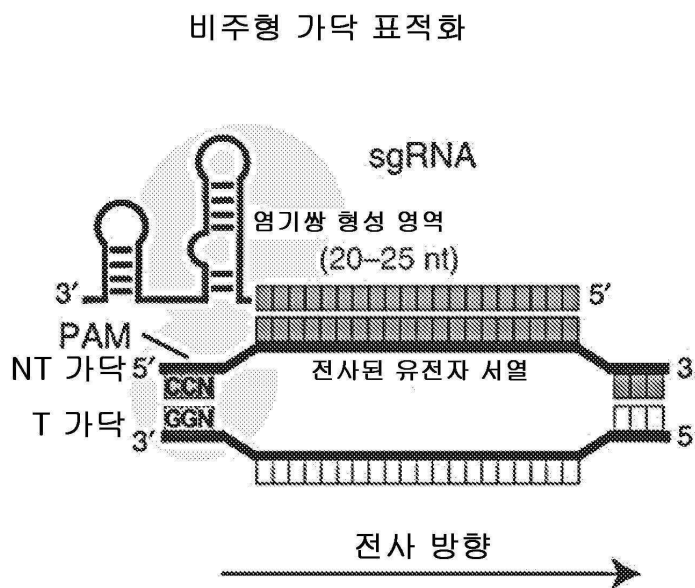 비주형 가닥 표적화
sgRNA
염기쌍 형성 영역
(20–25 nt)
3′
5′
PAM
NT 가닥 5′
전사된 유전자 서열
3
CCN
T 가닥
GGN
3′
5
전사 방향